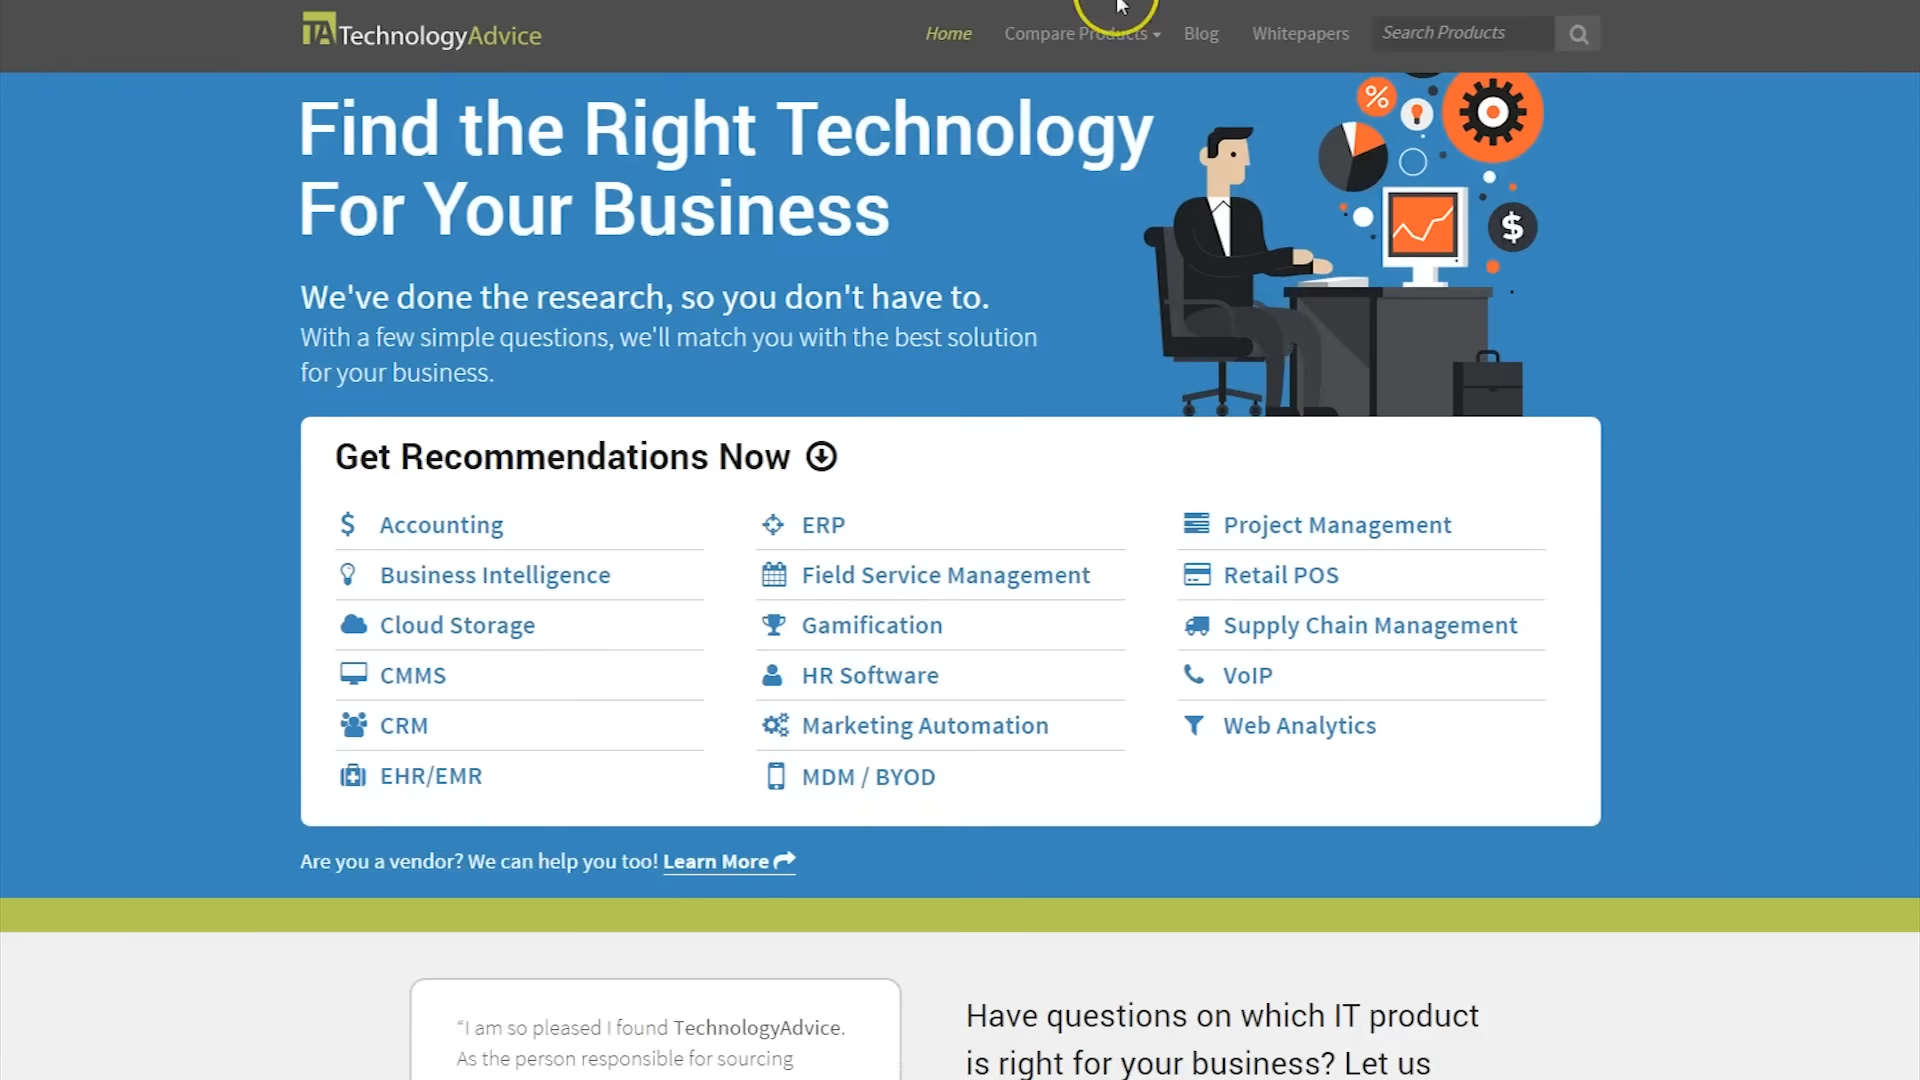 TA TechnologyAdvice
Home
Compare Products
Blog
Whitepapers
Search Products
Find the Right Technology
For Your Business
%
$
We've done the research, so you don't have to.
With a few simple questions, we'll match you with the best solution
for your business.
Get Recommendations Now
$ Accounting
Business Intelligence
Cloud Storage
CMMS
CRM
EHR/EMR
ERP
Field Service Management
Gamification
HR Software
Marketing Automation
MDM / BYOD
Project Management
Retail POS
Supply Chain Management
VoIP
Web Analytics
Are you a vendor? We can help you too! Learn More
“I am so pleased I found TechnologyAdvice.
As the person responsible for sourcing
Have questions on which IT product
is right for your business? Let us